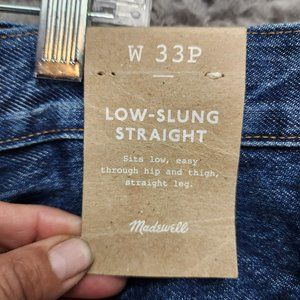 W 33P
LOW-SLUNG
STRAIGHT
Sits low, easy
through hip and thigh,
straight leg.
Madewell